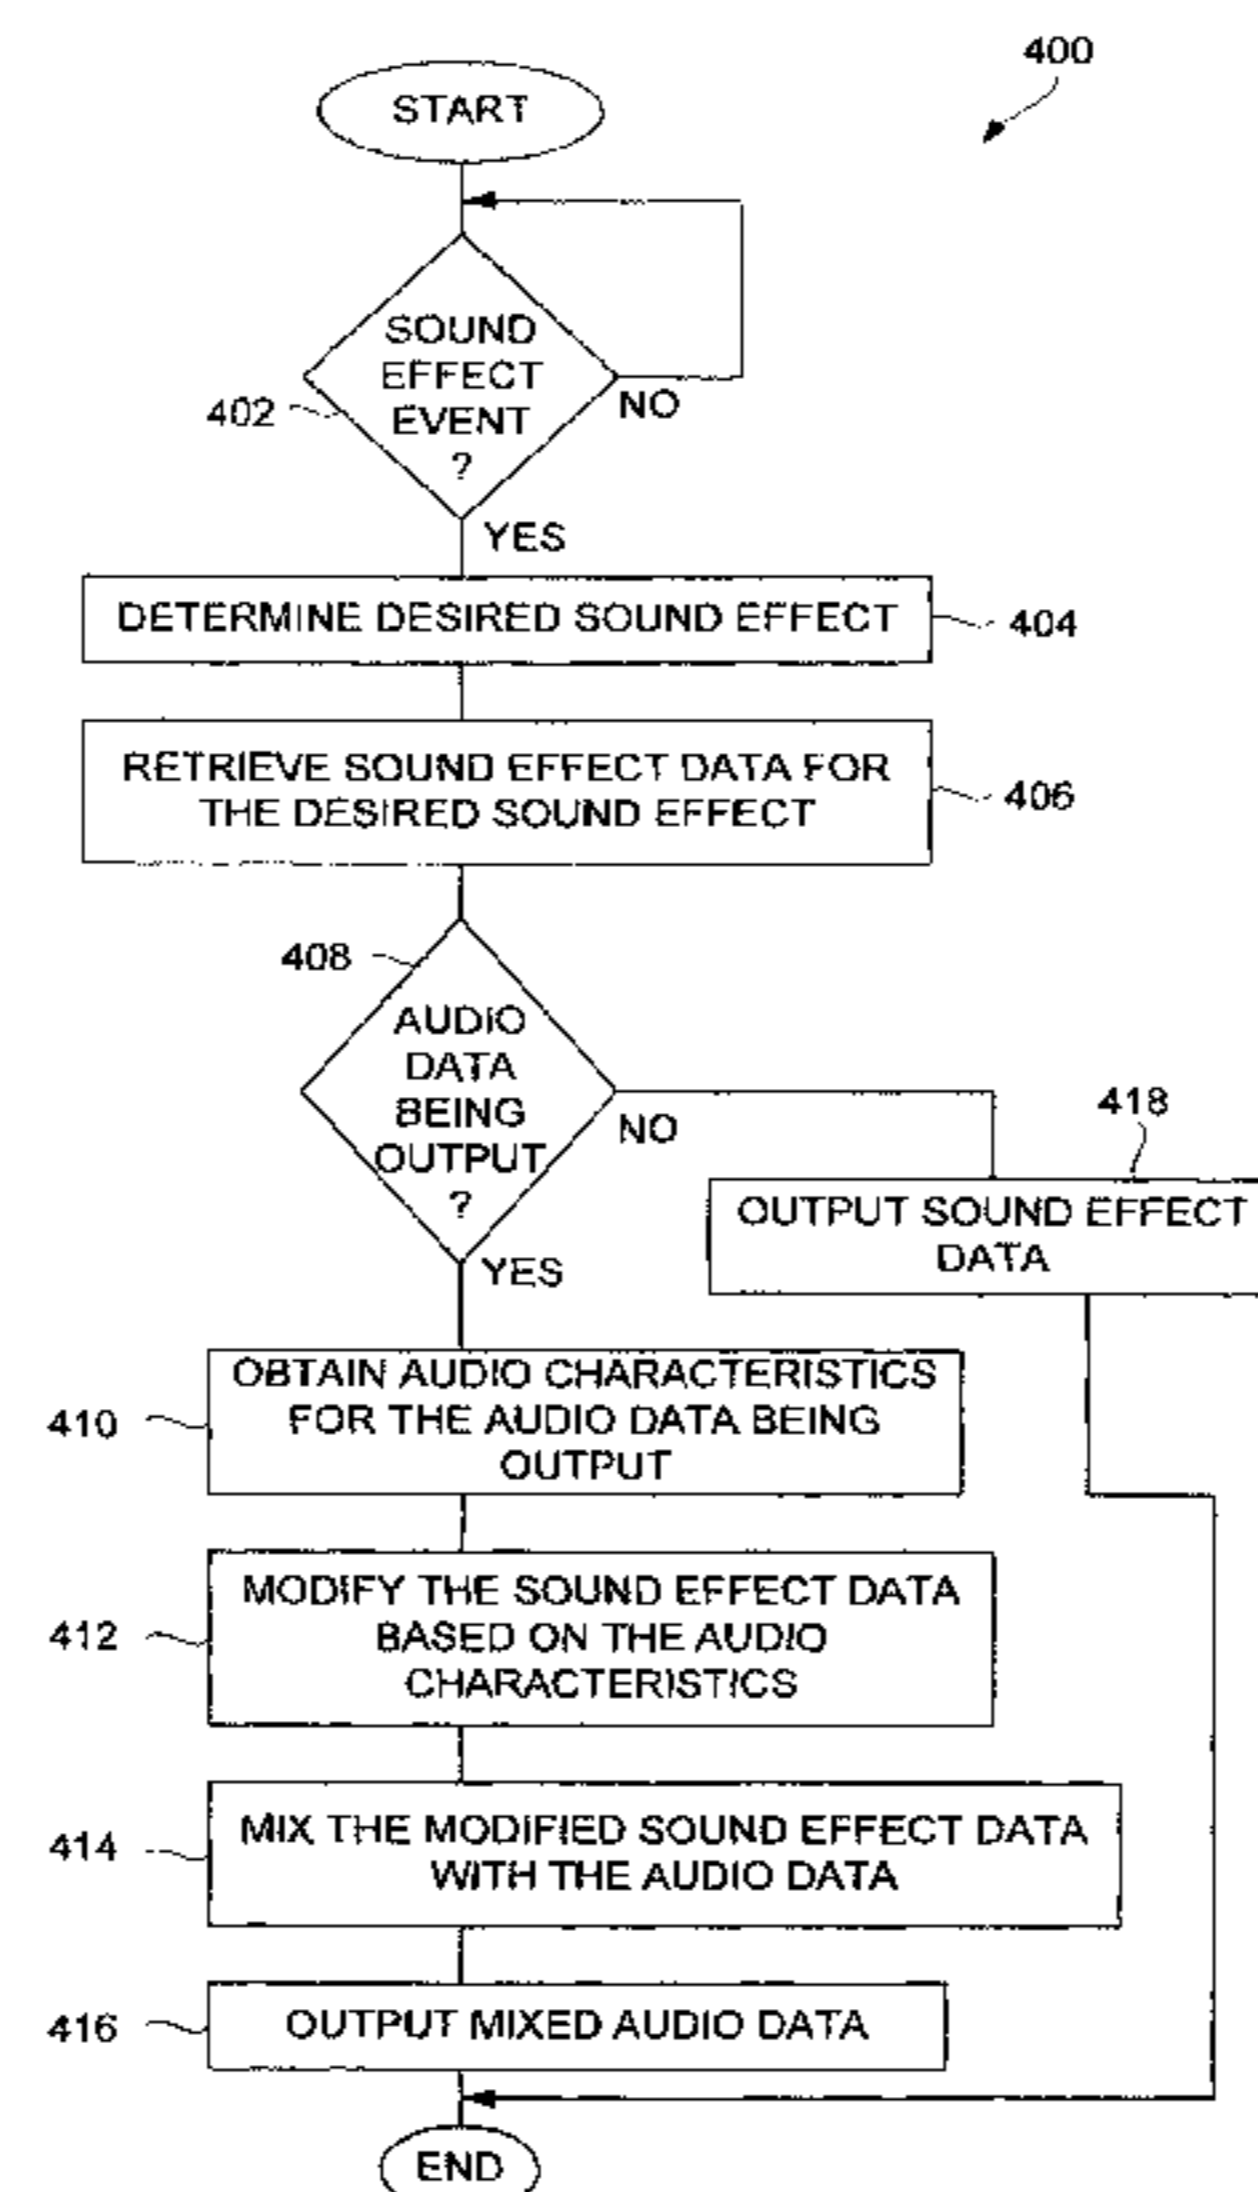 400
START
SOUND
EFFECT
EVENT
?
402
NO
YES
DETERMINE DESIRED SOUND EFFECT
404
RETRIEVE SOUND EFFECT DATA FOR
THE DESIRED SOUND EFFECT
406
408
AUDIO
DATA
BEING
OUTPUT
?
NO
418
OUTPUT SOUND EFFECT
DATA
YES
OBTAIN AUDIO CHARACTERISTICS
FOR THE AUDIO DATA BEING
OUTPUT
410
MODIFY THE SOUND EFFECT DATA
BASED ON THE AUDIO
CHARACTERISTICS
412
MIX THE MODIFIED SOUND EFFECT DATA
WITH THE AUDIO DATA
414
OUTPUT MIXED AUDIO DATA
416
END